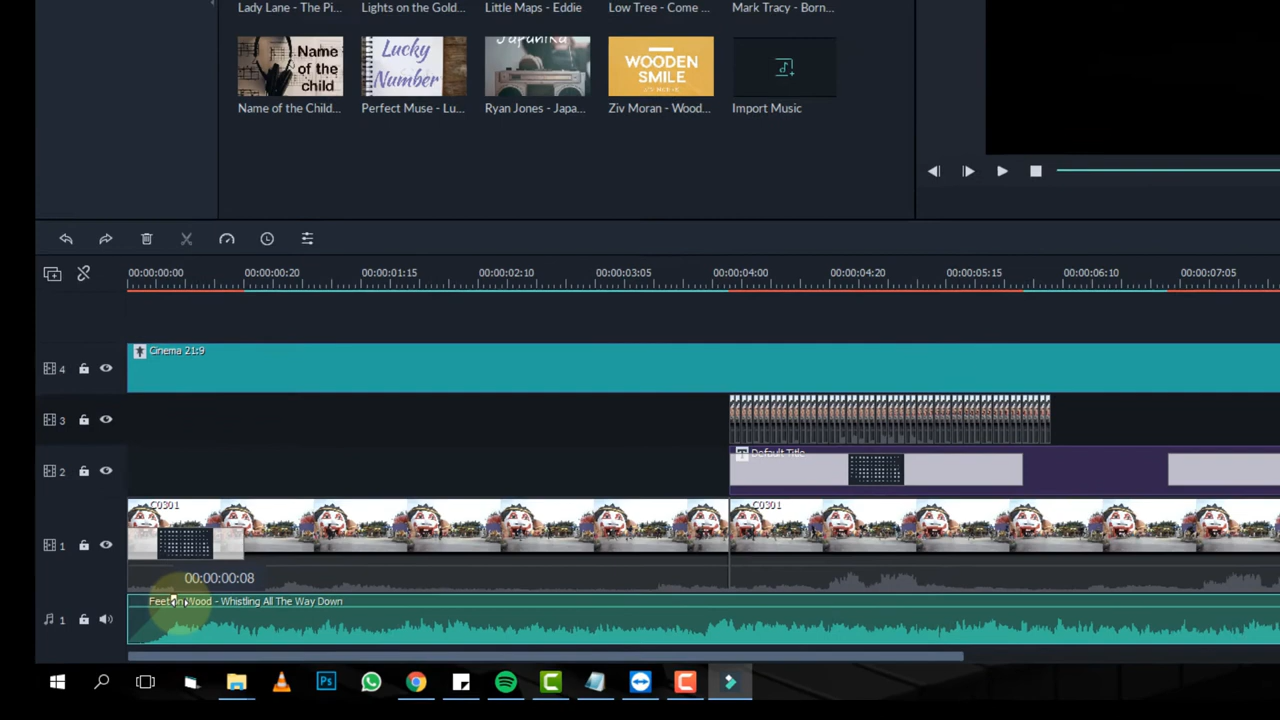 Lady Lane - The Pi...
Lights on the Gold...
Little Maps - Eddie
Low Tree - Come ...
Mark Tracy - Born...
Name
of the
child
Lucky
Number
Japanika
WOODEN
SMILE
Name of the Child...
Perfect Muse - Lu...
Ryan Jones - Japa...
Ziv Moran - Wood...
Import Music
00:00:00:00
00:00:00:20
00:00:01:15
00:00:02:10
00:00:03:05
00:00:04:00
00:00:04:20
00:00:05:15
00:00:06:10
00:00:07:05
4
Cinema 21:9
3
2
T Default Title
1
C0301
C0301
00:00:00:08
1
Feet on Wood - Whistling All The Way Down
Ps